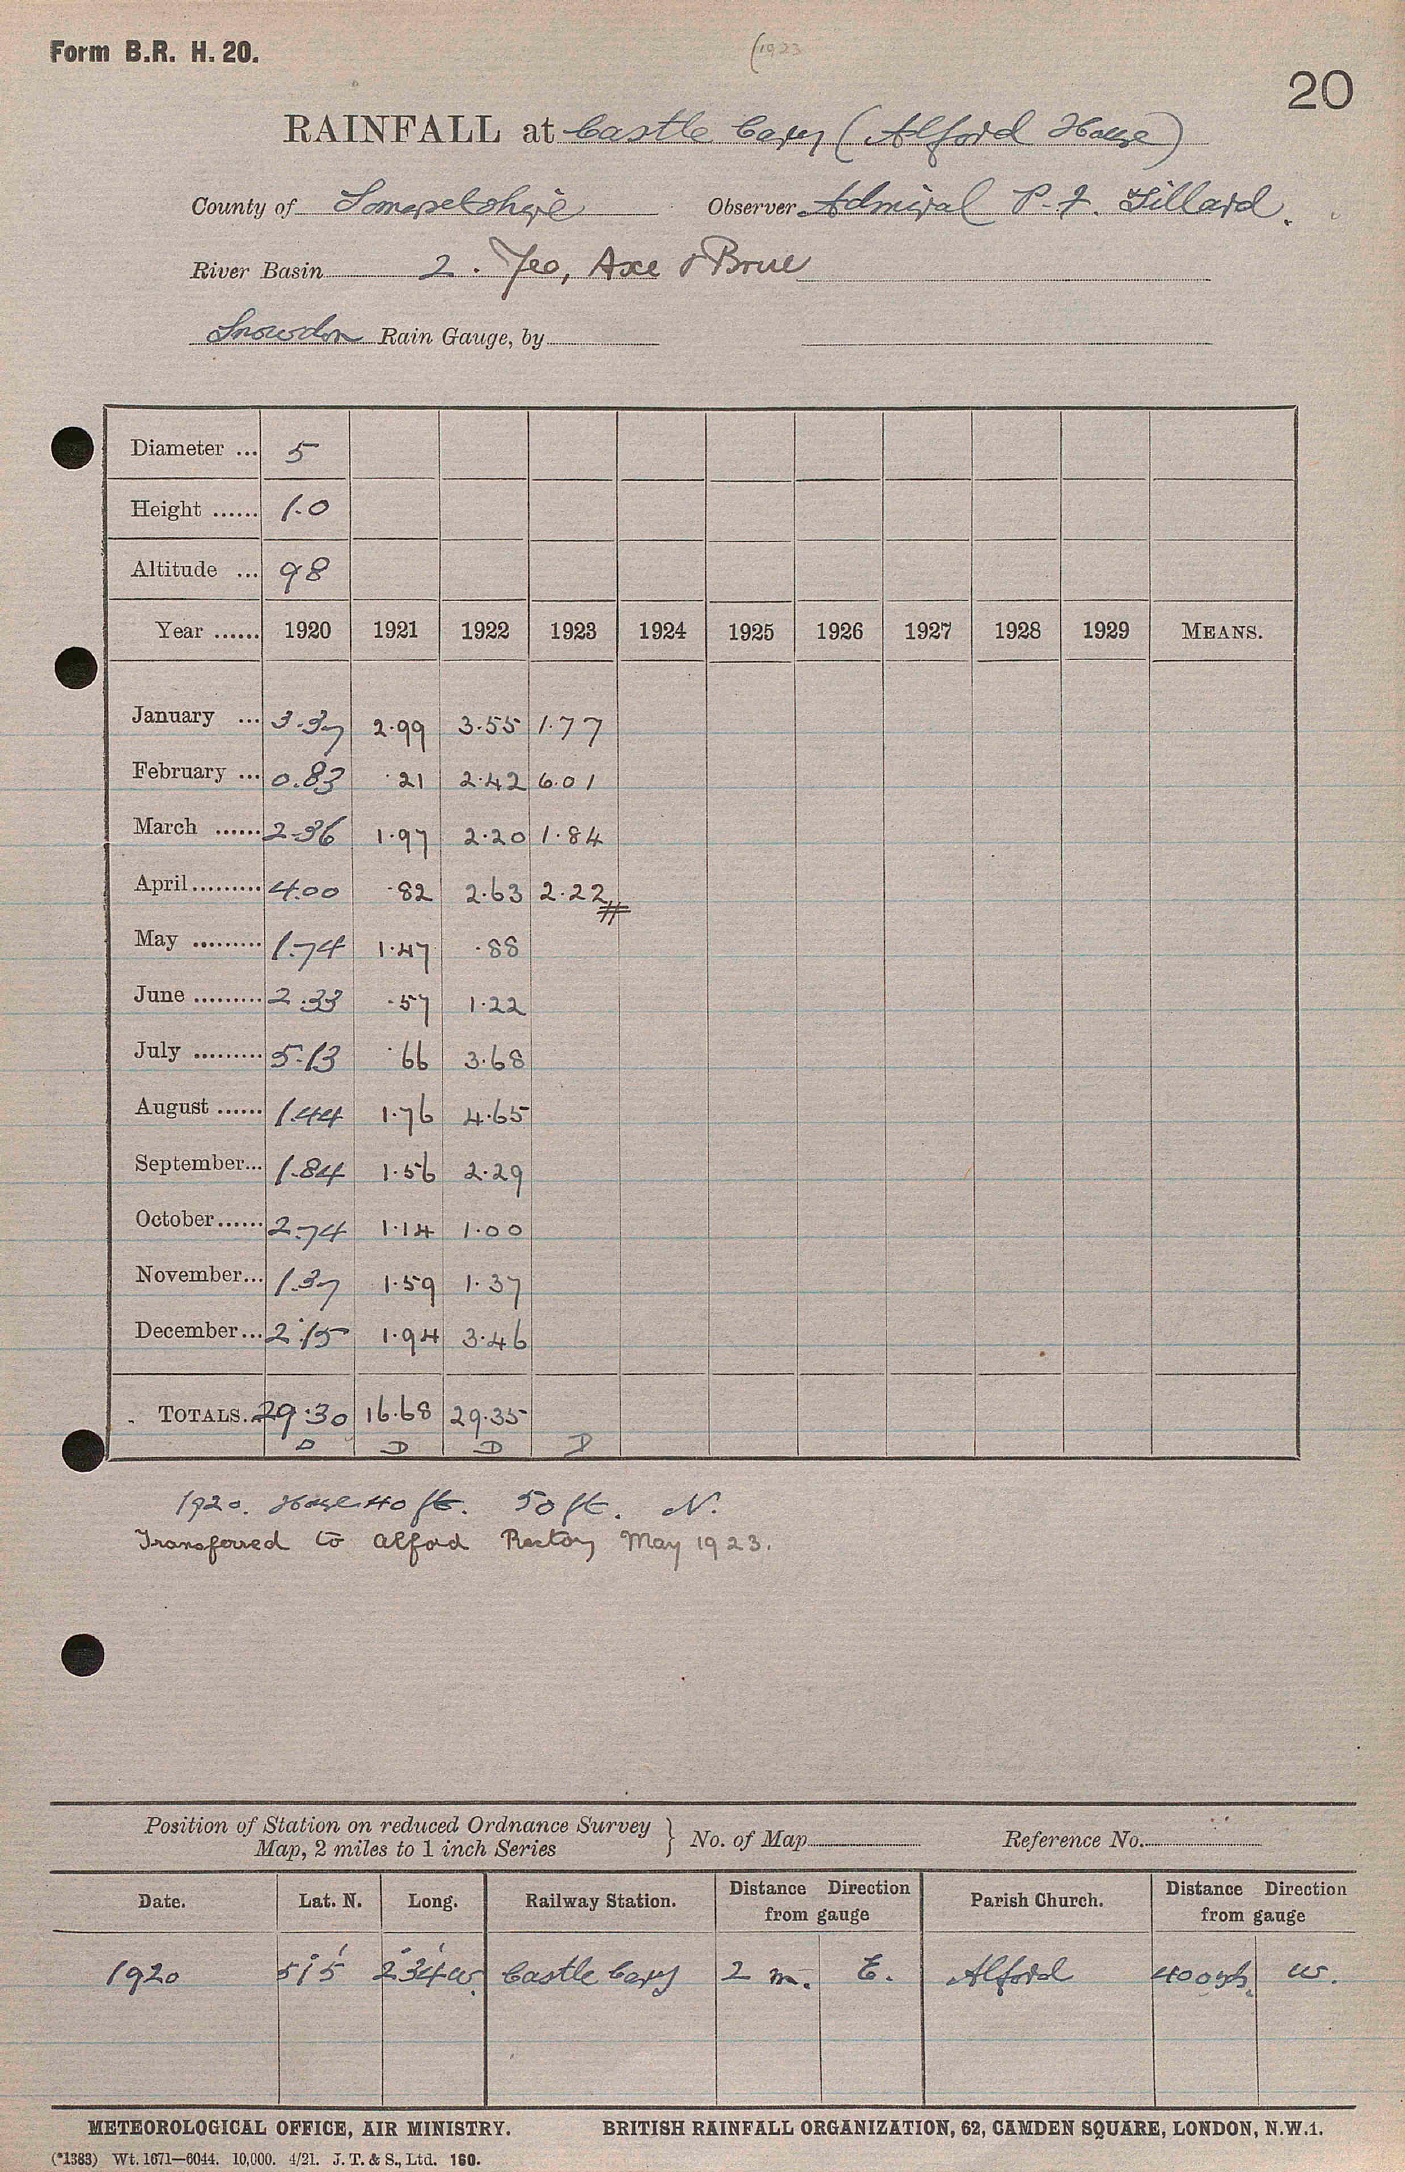 Form B.R. H. 20.
(1923
20
RAINFALL at Castle Cary (Alford House)
County of Somersetshire Observer Admiral P. F. Tillard.
River Basin 2. Yeo, Axe & Brue
Snowdon Rain Gauge, by
Diameter ... 5
Height ...... 1.0
Altitude ... 98
Year ...... 1920 1921 1922 1923 1924 1925 1926 1927 1928 1929 MEANS.
January ... 3.37 2.99 3.55 1.77
February ... 0.83 .21 2.42 6.01
March ...... 2.36 1.97 2.20 1.84
April ......... 4.00 .82 2.63 2.22
May ......... 1.74 1.47 .88
June ......... 2.33 .57 1.22
July ......... 5.13 .66 3.68
August ...... 1.44 1.76 4.65
September... 1.84 1.56 2.29
October...... 2.74 1.14 1.00
November... 1.37 1.59 1.37
December... 2.15 1.94 3.46
TOTALS. 29.30 16.68 29.35
D D D D
1920. House 40 ft. 50 ft. N.
Transferred to Alford Rectory May 1923.
Position of Station on reduced Ordnance Survey
Map, 2 miles to 1 inch Series } No. of Map Reference No.
Date. Lat. N. Long. Railway Station. Distance Direction from gauge Parish Church. Distance Direction from gauge
1920 51°5' 2°34' W. Castle Cary 2 m. E. Alford 400 yds. W.
METEOROLOGICAL OFFICE, AIR MINISTRY. BRITISH RAINFALL ORGANIZATION, 62, CAMDEN SQUARE, LONDON, N.W.1.
(*1383) Wt. 1671—6044. 10,000. 4/21. J. T. & S., Ltd. 160.